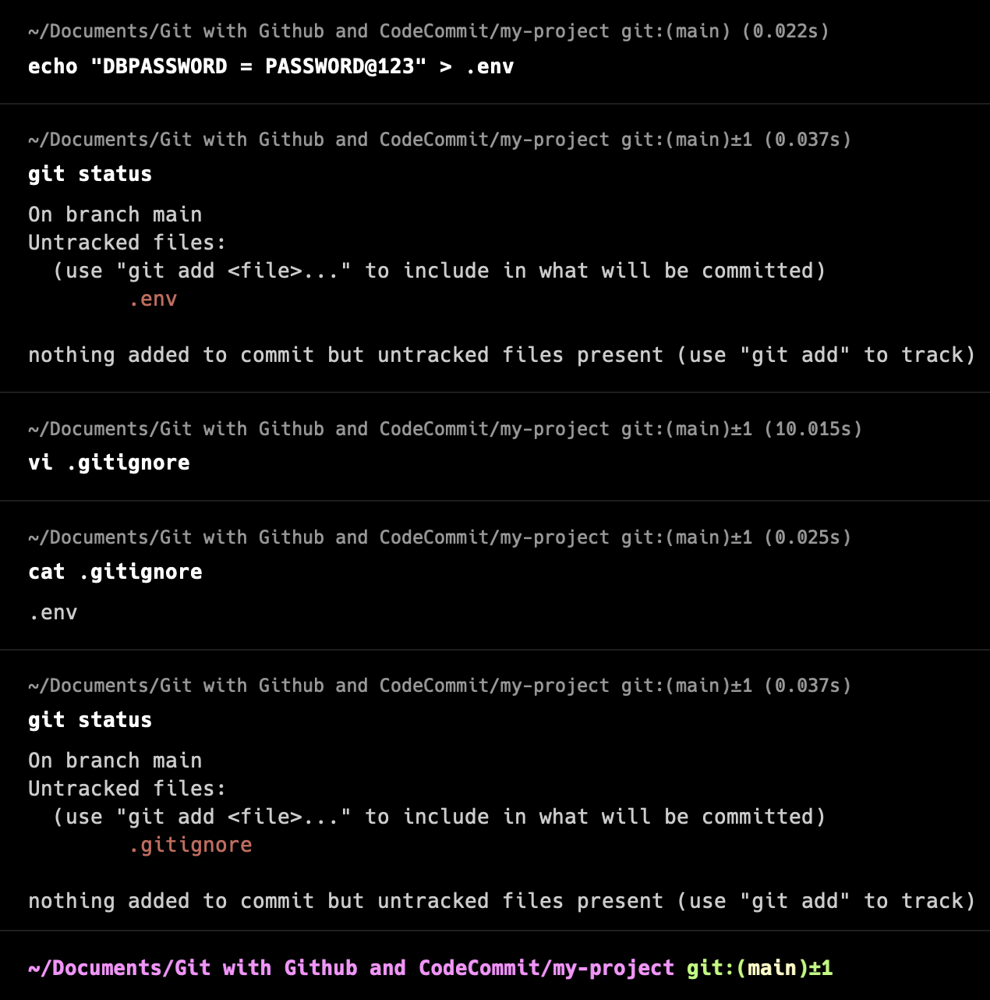 ~/Documents/Git with Github and CodeCommit/my-project git:(main) (0.022s)
echo "DBPASSWORD = PASSWORD@123" > .env
~/Documents/Git with Github and CodeCommit/my-project git:(main)±1 (0.037s)
git status
On branch main
Untracked files:
  (use "git add <file>..." to include in what will be committed)
        .env
nothing added to commit but untracked files present (use "git add" to track)
~/Documents/Git with Github and CodeCommit/my-project git:(main)±1 (10.015s)
vi .gitignore
~/Documents/Git with Github and CodeCommit/my-project git:(main)±1 (0.025s)
cat .gitignore
.env
~/Documents/Git with Github and CodeCommit/my-project git:(main)±1 (0.037s)
git status
On branch main
Untracked files:
  (use "git add <file>..." to include in what will be committed)
        .gitignore
nothing added to commit but untracked files present (use "git add" to track)
~/Documents/Git with Github and CodeCommit/my-project git:(main)±1